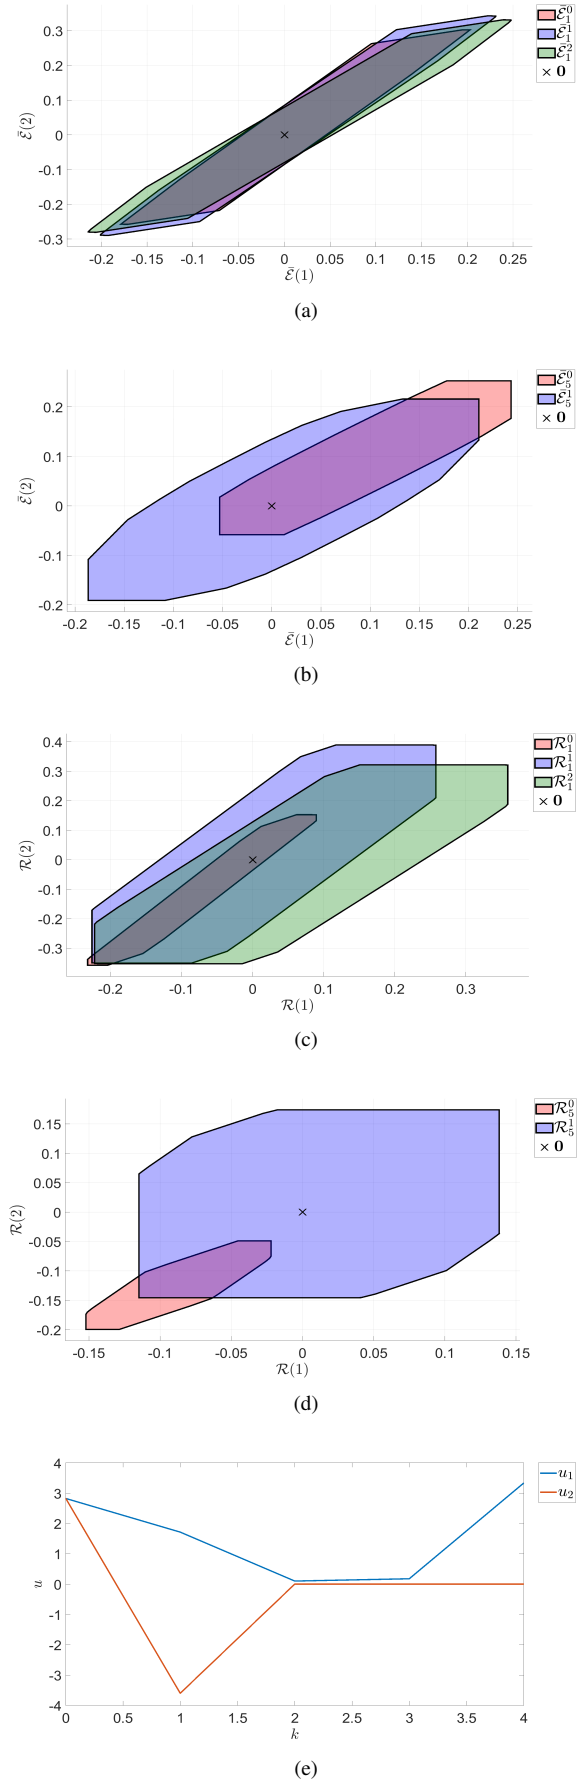 0.3
0.2
0.1
0
-0.1
-0.2
-0.3
Ē(2)
-0.2 -0.15 -0.1 -0.05 0 0.05 0.1 0.15 0.2 0.25
Ē(1)
Ē₁⁰
Ē₁¹
Ē₁²
× 0
(a)
0.2
0.1
0
-0.1
-0.2
Ē(2)
-0.2 -0.15 -0.1 -0.05 0 0.05 0.1 0.15 0.2 0.25
Ē(1)
Ē₅⁰
Ē₅¹
× 0
(b)
0.4
0.3
0.2
0.1
0
-0.1
-0.2
-0.3
R(2)
-0.2 -0.1 0 0.1 0.2 0.3
R(1)
R₁⁰
R₁¹
R₁²
× 0
(c)
0.15
0.1
0.05
0
-0.05
-0.1
-0.15
-0.2
R(2)
-0.15 -0.1 -0.05 0 0.05 0.1 0.15
R(1)
R₅⁰
R₅¹
× 0
(d)
4
3
2
1
0
-1
-2
-3
-4
u
0 0.5 1 1.5 2 2.5 3 3.5 4
k
u₁
u₂
(e)